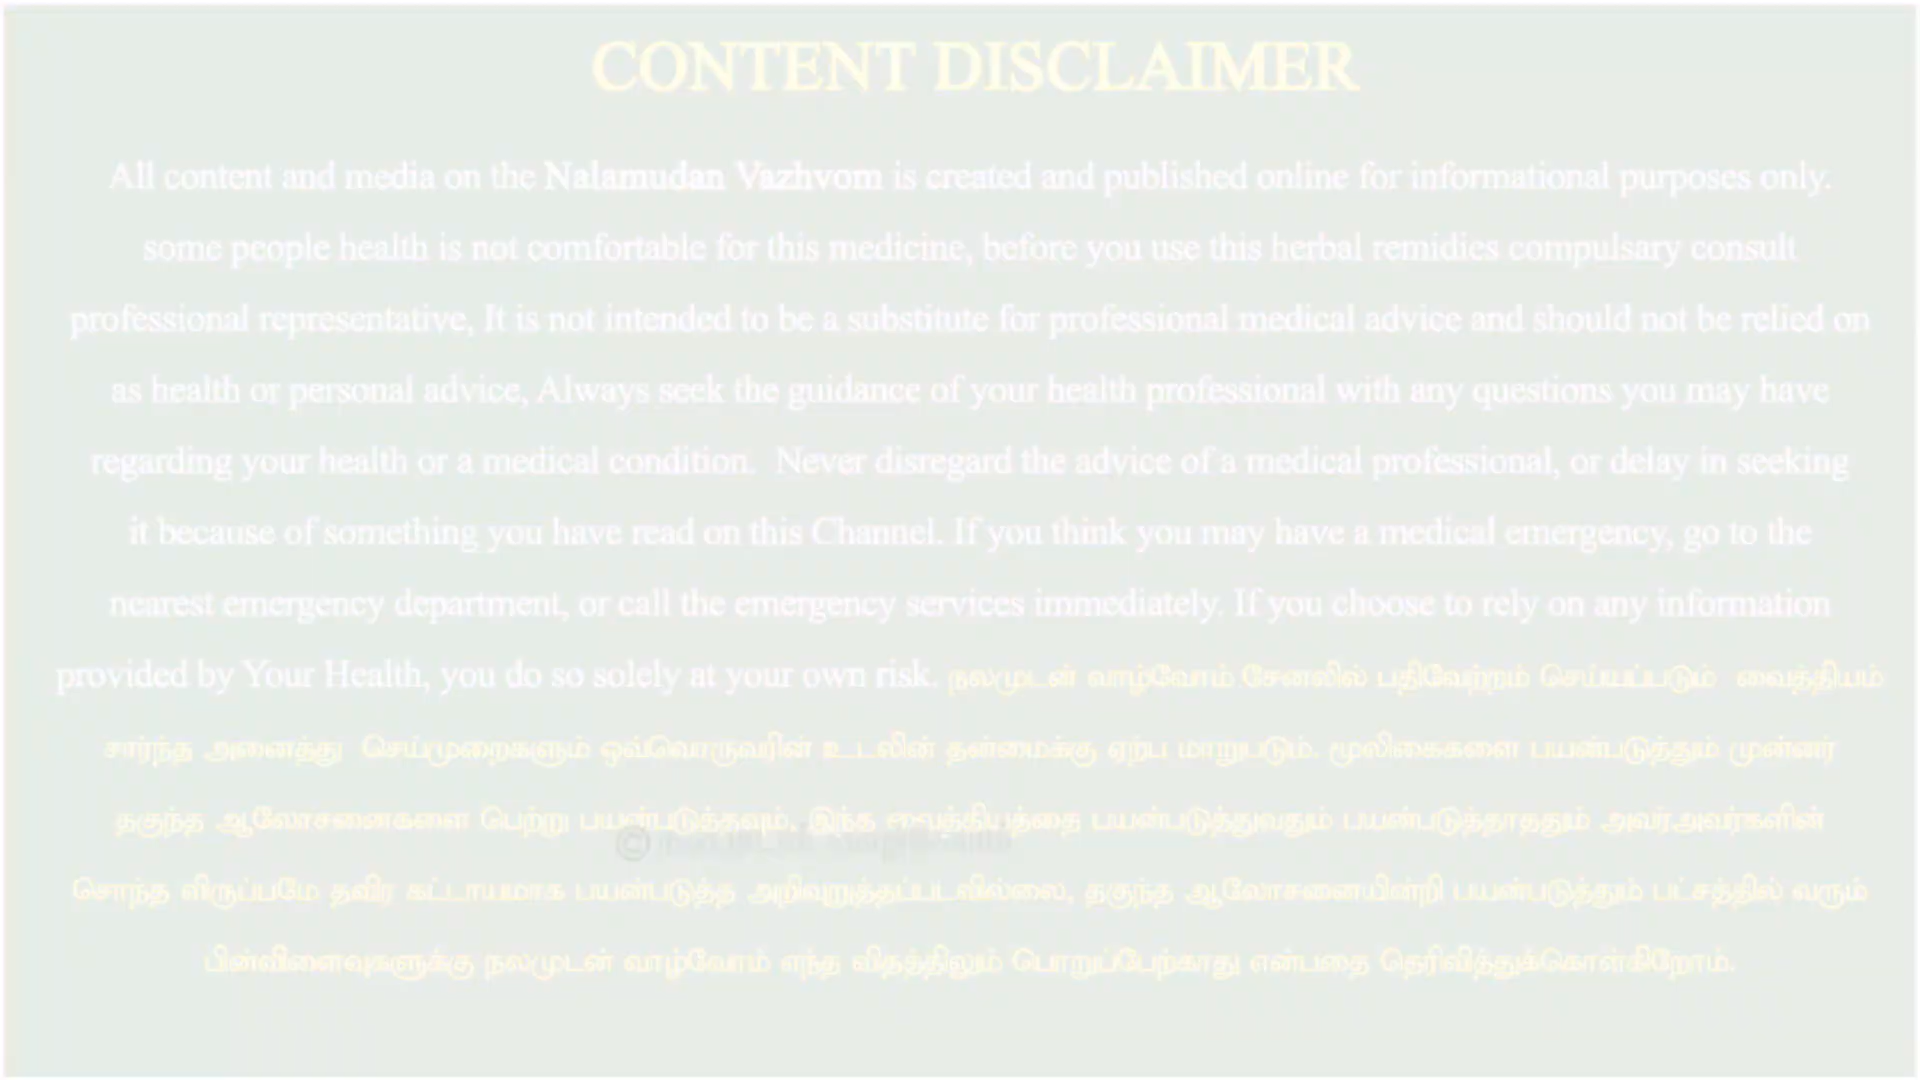 CONTENT DISCLAIMER
All content and media on the Nalamudan Vazhvom is created and published online for informational purposes only.
some people health is not comfortable for this medicine, before you use this herbal remidies compulsary consult
professional representative, It is not intended to be a substitute for professional medical advice and should not be relied on
as health or personal advice, Always seek the guidance of your health professional with any questions you may have
regarding your health or a medical condition. Never disregard the advice of a medical professional, or delay in seeking
it because of something you have read on this Channel. If you think you may have a medical emergency, go to the
nearest emergency department, or call the emergency services immediately. If you choose to rely on any information
provided by Your Health, you do so solely at your own risk. நலமுடன் வாழ்வோம் சேனலில் பதிவேற்றம் செய்யப்படும் வைத்தியம்
சார்ந்த அனைத்து செய்முறைகளும் ஒவ்வொருவரின் உடலின் தன்மைக்கு ஏற்ப மாறுபடும். மூலிகைகளை பயன்படுத்தும் முன்னர்
தகுந்த ஆலோசனைகளை பெற்று பயன்படுத்தவும், இந்த வைத்தியத்தை பயன்படுத்துவதும் பயன்படுத்தாததும் அவர்அவர்களின்
சொந்த விருப்பமே தவிர கட்டாயமாக பயன்படுத்த அறிவுறுத்தப்படவில்லை, தகுந்த ஆலோசனையின்றி பயன்படுத்தும் பட்சத்தில் வரும்
பின்விளைவுகளுக்கு நலமுடன் வாழ்வோம் எந்த விதத்திலும் பொறுப்பேற்காது என்பதை தெரிவித்துக்கொள்கிறோம்.
©